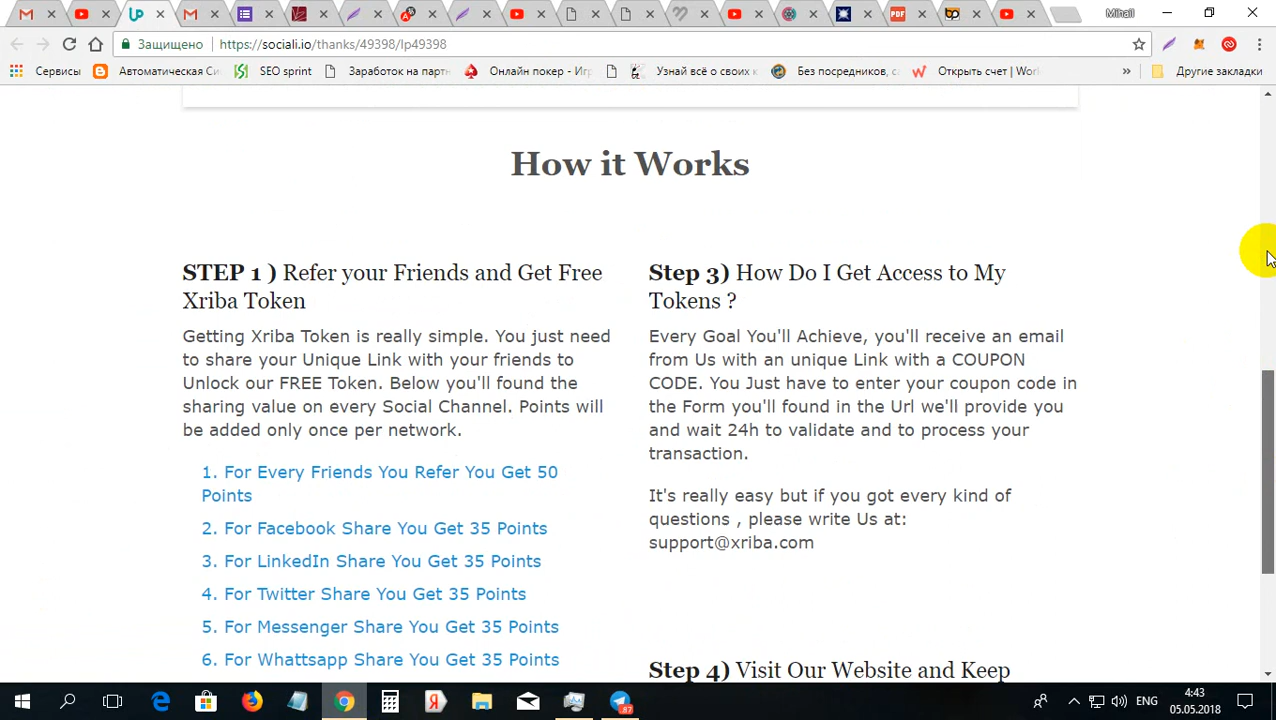 Mihail
Защищено
https://sociali.io/thanks/49398/lp49398
Сервисы
Автоматическая Си
SEO sprint
Заработок на партн
Онлайн покер - Игр
Узнай всё о своих к
Без посредников, с
Открыть счет | Wor
»
Другие закладки
How it Works
STEP 1 ) Refer your Friends and Get Free
Xriba Token
Getting Xriba Token is really simple. You just need
to share your Unique Link with your friends to
Unlock our FREE Token. Below you'll found the
sharing value on every Social Channel. Points will
be added only once per network.
1. For Every Friends You Refer You Get 50
Points
2. For Facebook Share You Get 35 Points
3. For LinkedIn Share You Get 35 Points
4. For Twitter Share You Get 35 Points
5. For Messenger Share You Get 35 Points
6. For Whattsapp Share You Get 35 Points
Step 3) How Do I Get Access to My
Tokens ?
Every Goal You'll Achieve, you'll receive an email
from Us with an unique Link with a COUPON
CODE. You Just have to enter your coupon code in
the Form you'll found in the Url we'll provide you
and wait 24h to validate and to process your
transaction.
It's really easy but if you got every kind of
questions , please write Us at:
support@xriba.com
Step 4) Visit Our Website and Keep
87
ENG
4:43
05.05.2018